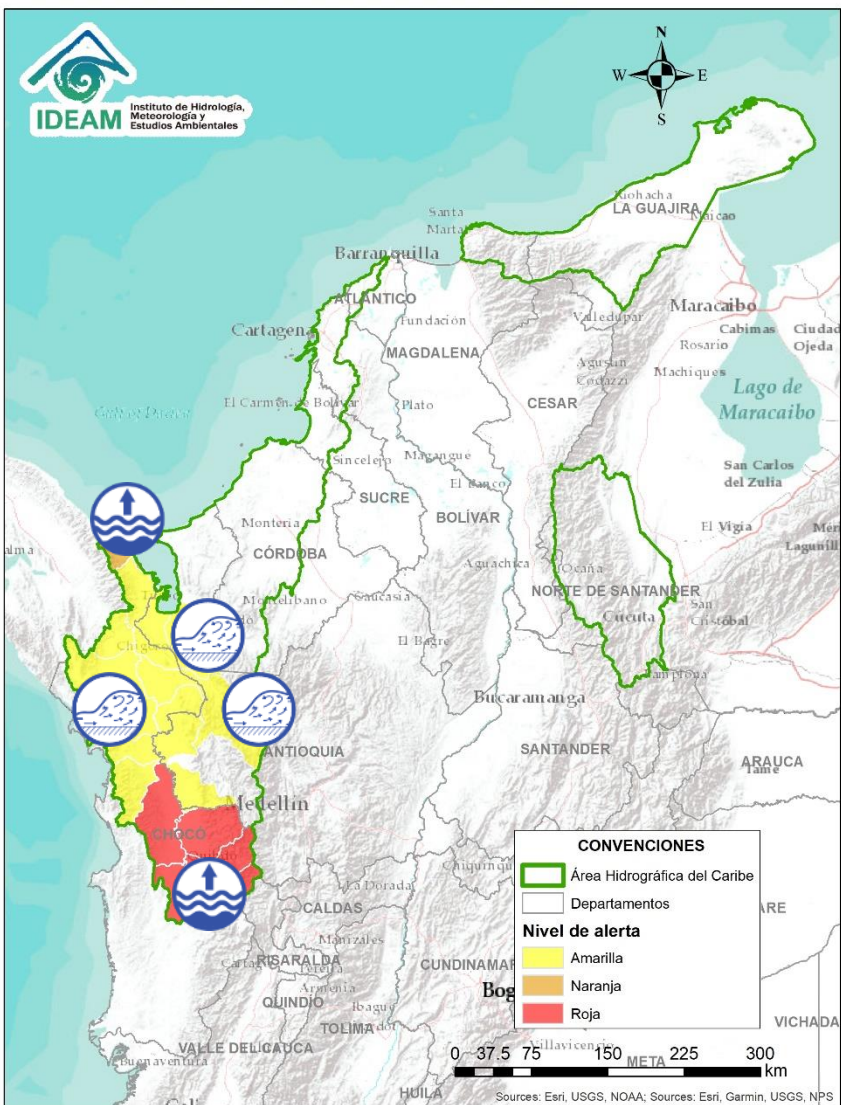 IDEAM
Instituto de Hidrología,
Meteorología y
Estudios Ambientales
N
W
E
S
Riohacha
LA GUAJIRA
Maicao
Santa
Marta
Barranquilla
ATLÁNTICO
Maracaibo
Cabimas
Ciudad
Ojeda
Rosario
Machiques
Lago de
Maracaibo
Cartagena
Fundación
Valledupar
MAGDALENA
Agustín
Codazzi
El Carmen de Bolívar
Plato
CESAR
Sincelejo
Magangue
San Carlos
del Zulia
SUCRE
El Banco
BOLÍVAR
Montería
El Vigía
CÓRDOBA
Aguachica
Ocaña
NORTE DE SANTANDER
Montelíbano
Caucasia
Cucuta
San
Cristóbal
El Bagre
Bucaramanga
ANTIOQUIA
SANTANDER
ARAUCA
Tame
Medellín
CHOCÓ
La Dorada
CALDAS
Manizales
RISARALDA
Pereira
Armenia
QUINDÍO
Ibague
TOLIMA
CUNDINAMAR
Bog
VALLE DEL CAUCA
Buenaventura
Villavicencio
META
VICHADA
HUILA
CONVENCIONES
Área Hidrográfica del Caribe
Departamentos
Nivel de alerta
Amarilla
Naranja
Roja
0 37.5 75 150 225 300
km
Sources: Esri, USGS, NOAA; Sources: Esri, Garmin, USGS, NPS